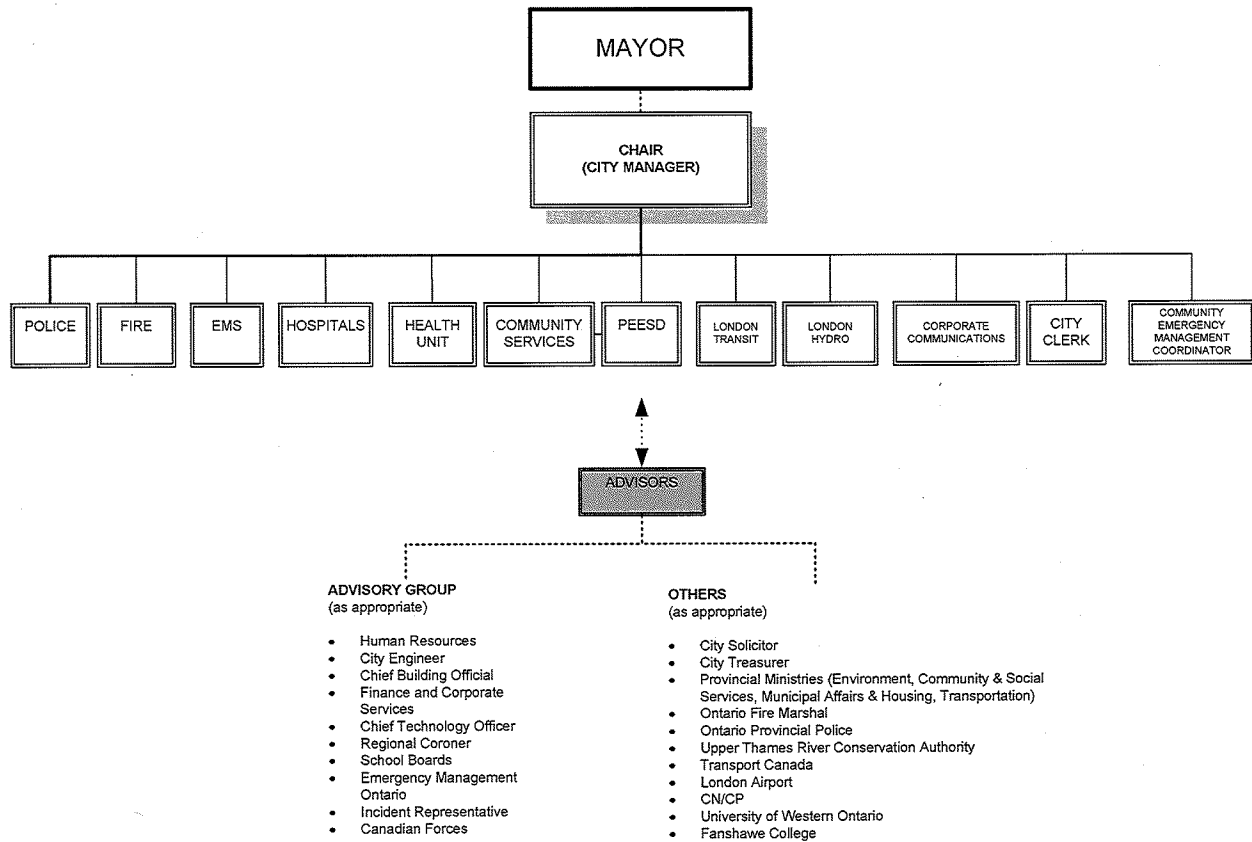 MAYOR
CHAIR
(CITY MANAGER)
POLICE
FIRE
EMS
HOSPITALS
HEALTH
UNIT
COMMUNITY
SERVICES
PEESD
LONDON
TRANSIT
LONDON
HYDRO
CORPORATE
COMMUNICATIONS
CITY
CLERK
COMMUNITY
EMERGENCY
MANAGEMENT
COORDINATOR
ADVISORS
ADVISORY GROUP
(as appropriate)
• Human Resources
• City Engineer
• Chief Building Official
• Finance and Corporate
Services
• Chief Technology Officer
• Regional Coroner
• School Boards
• Emergency Management
Ontario
• Incident Representative
• Canadian Forces
OTHERS
(as appropriate)
• City Solicitor
• City Treasurer
• Provincial Ministries (Environment, Community & Social
Services, Municipal Affairs & Housing, Transportation)
• Ontario Fire Marshal
• Ontario Provincial Police
• Upper Thames River Conservation Authority
• Transport Canada
• London Airport
• CN/CP
• University of Western Ontario
• Fanshawe College